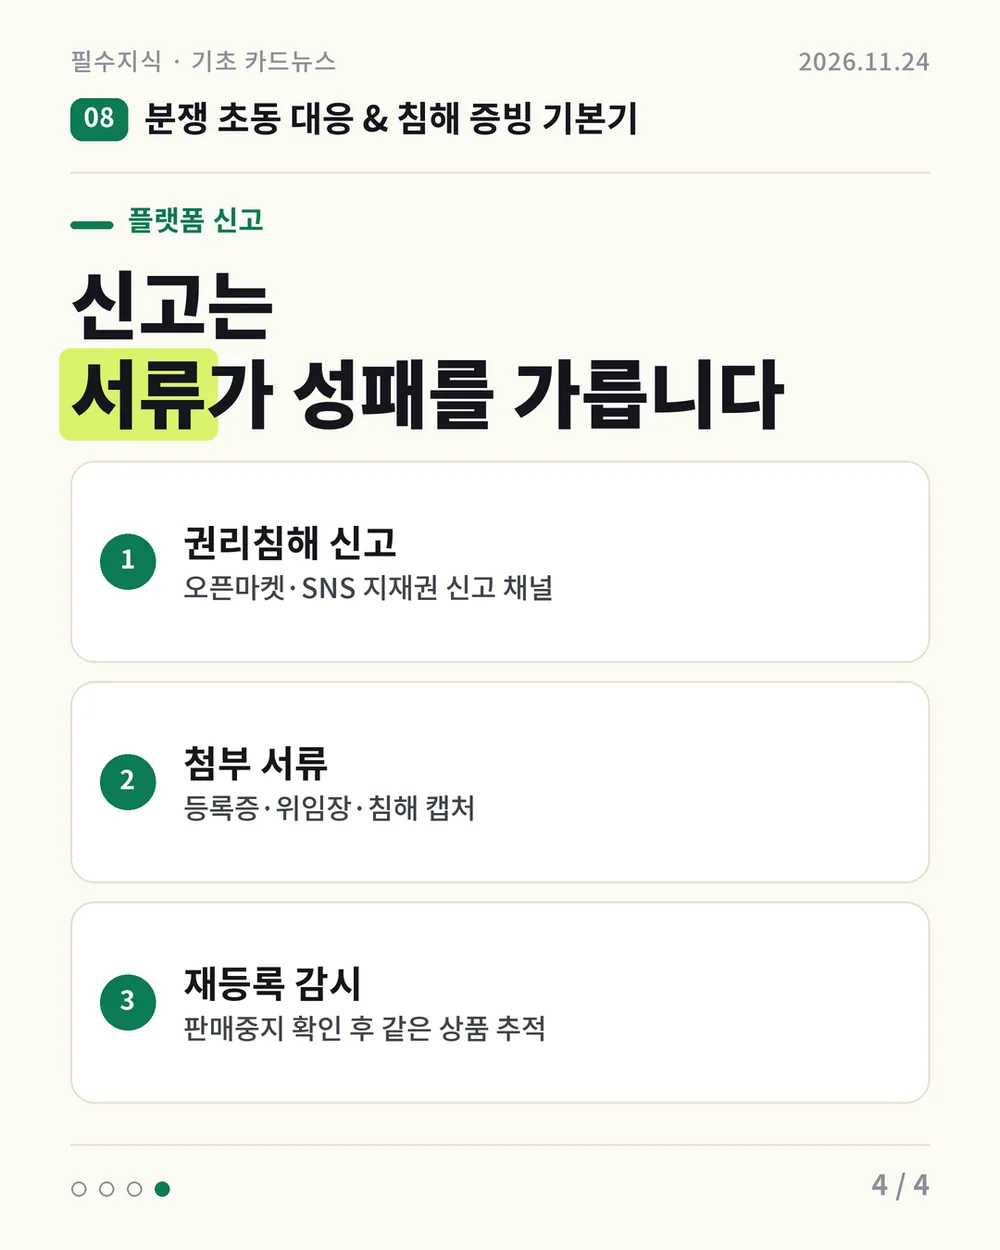 필수지식 · 기초 카드뉴스
2026.11.24
08 분쟁 초동 대응 & 침해 증빙 기본기
플랫폼 신고
신고는
서류가 성패를 가릅니다
1 권리침해 신고
오픈마켓·SNS 지재권 신고 채널
2 첨부 서류
등록증·위임장·침해 캡처
3 재등록 감시
판매중지 확인 후 같은 상품 추적
4 / 4